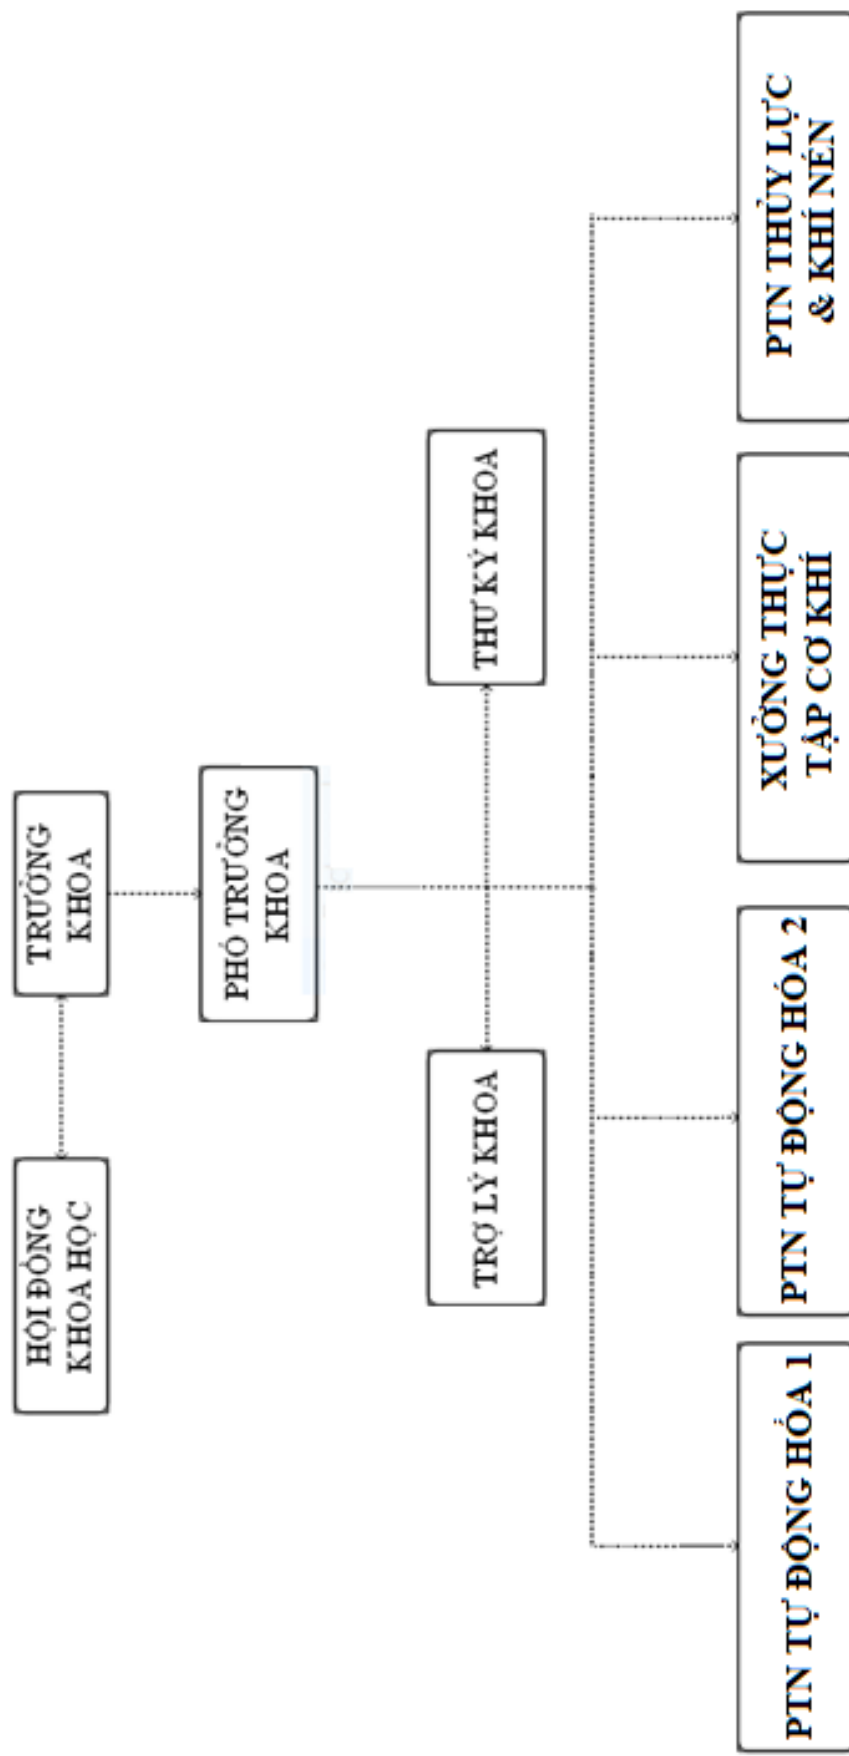 HỘI ĐỒNG
KHOA HỌC
TRƯỞNG
KHOA
PHÓ TRƯỞNG
KHOA
TRỢ LÝ KHOA
THƯ KÝ KHOA
PTN TỰ ĐỘNG HÓA 1
PTN TỰ ĐỘNG HÓA 2
XƯỞNG THỰC
TẬP CƠ KHÍ
PTN THỦY LỰC
& KHÍ NÉN